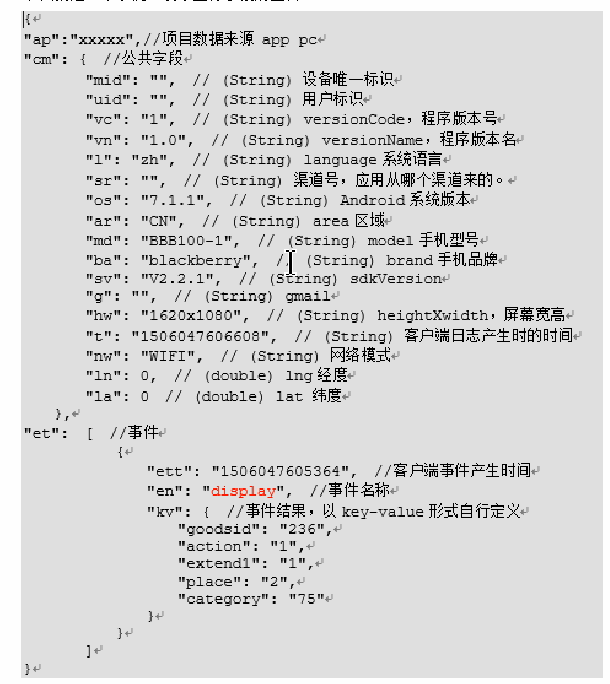 {
"ap":"xxxxx",//项目数据来源 app pc
"cm": { //公共字段
"mid": "", // (String) 设备唯一标识
"uid": "", // (String) 用户标识
"vc": "1", // (String) versionCode，程序版本号
"vn": "1.0", // (String) versionName，程序版本名
"l": "zh", // (String) language 系统语言
"sr": "", // (String) 渠道号，应用从哪个渠道来的。
"os": "7.1.1", // (String) Android 系统版本
"ar": "CN", // (String) area 区域
"md": "BBB100-1", // (String) model 手机型号
"ba": "blackberry", // (String) brand 手机品牌
"sv": "V2.2.1", // (String) sdkVersion
"g": "", // (String) gmail
"hw": "1620x1080", // (String) heightXwidth，屏幕宽高
"t": "1506047606608", // (String) 客户端日志产生时的时间
"nw": "WIFI", // (String) 网络模式
"ln": 0, // (double) lng 经度
"la": 0 // (double) lat 纬度
},
"et": [ //事件
{
"ett": "1506047605364", //客户端事件产生时间
"en": "display", //事件名称
"kv": { //事件结果，以 key-value 形式自行定义
"goodsid": "236",
"action": "1",
"extend1": "1",
"place": "2",
"category": "75"
}
}
]
}